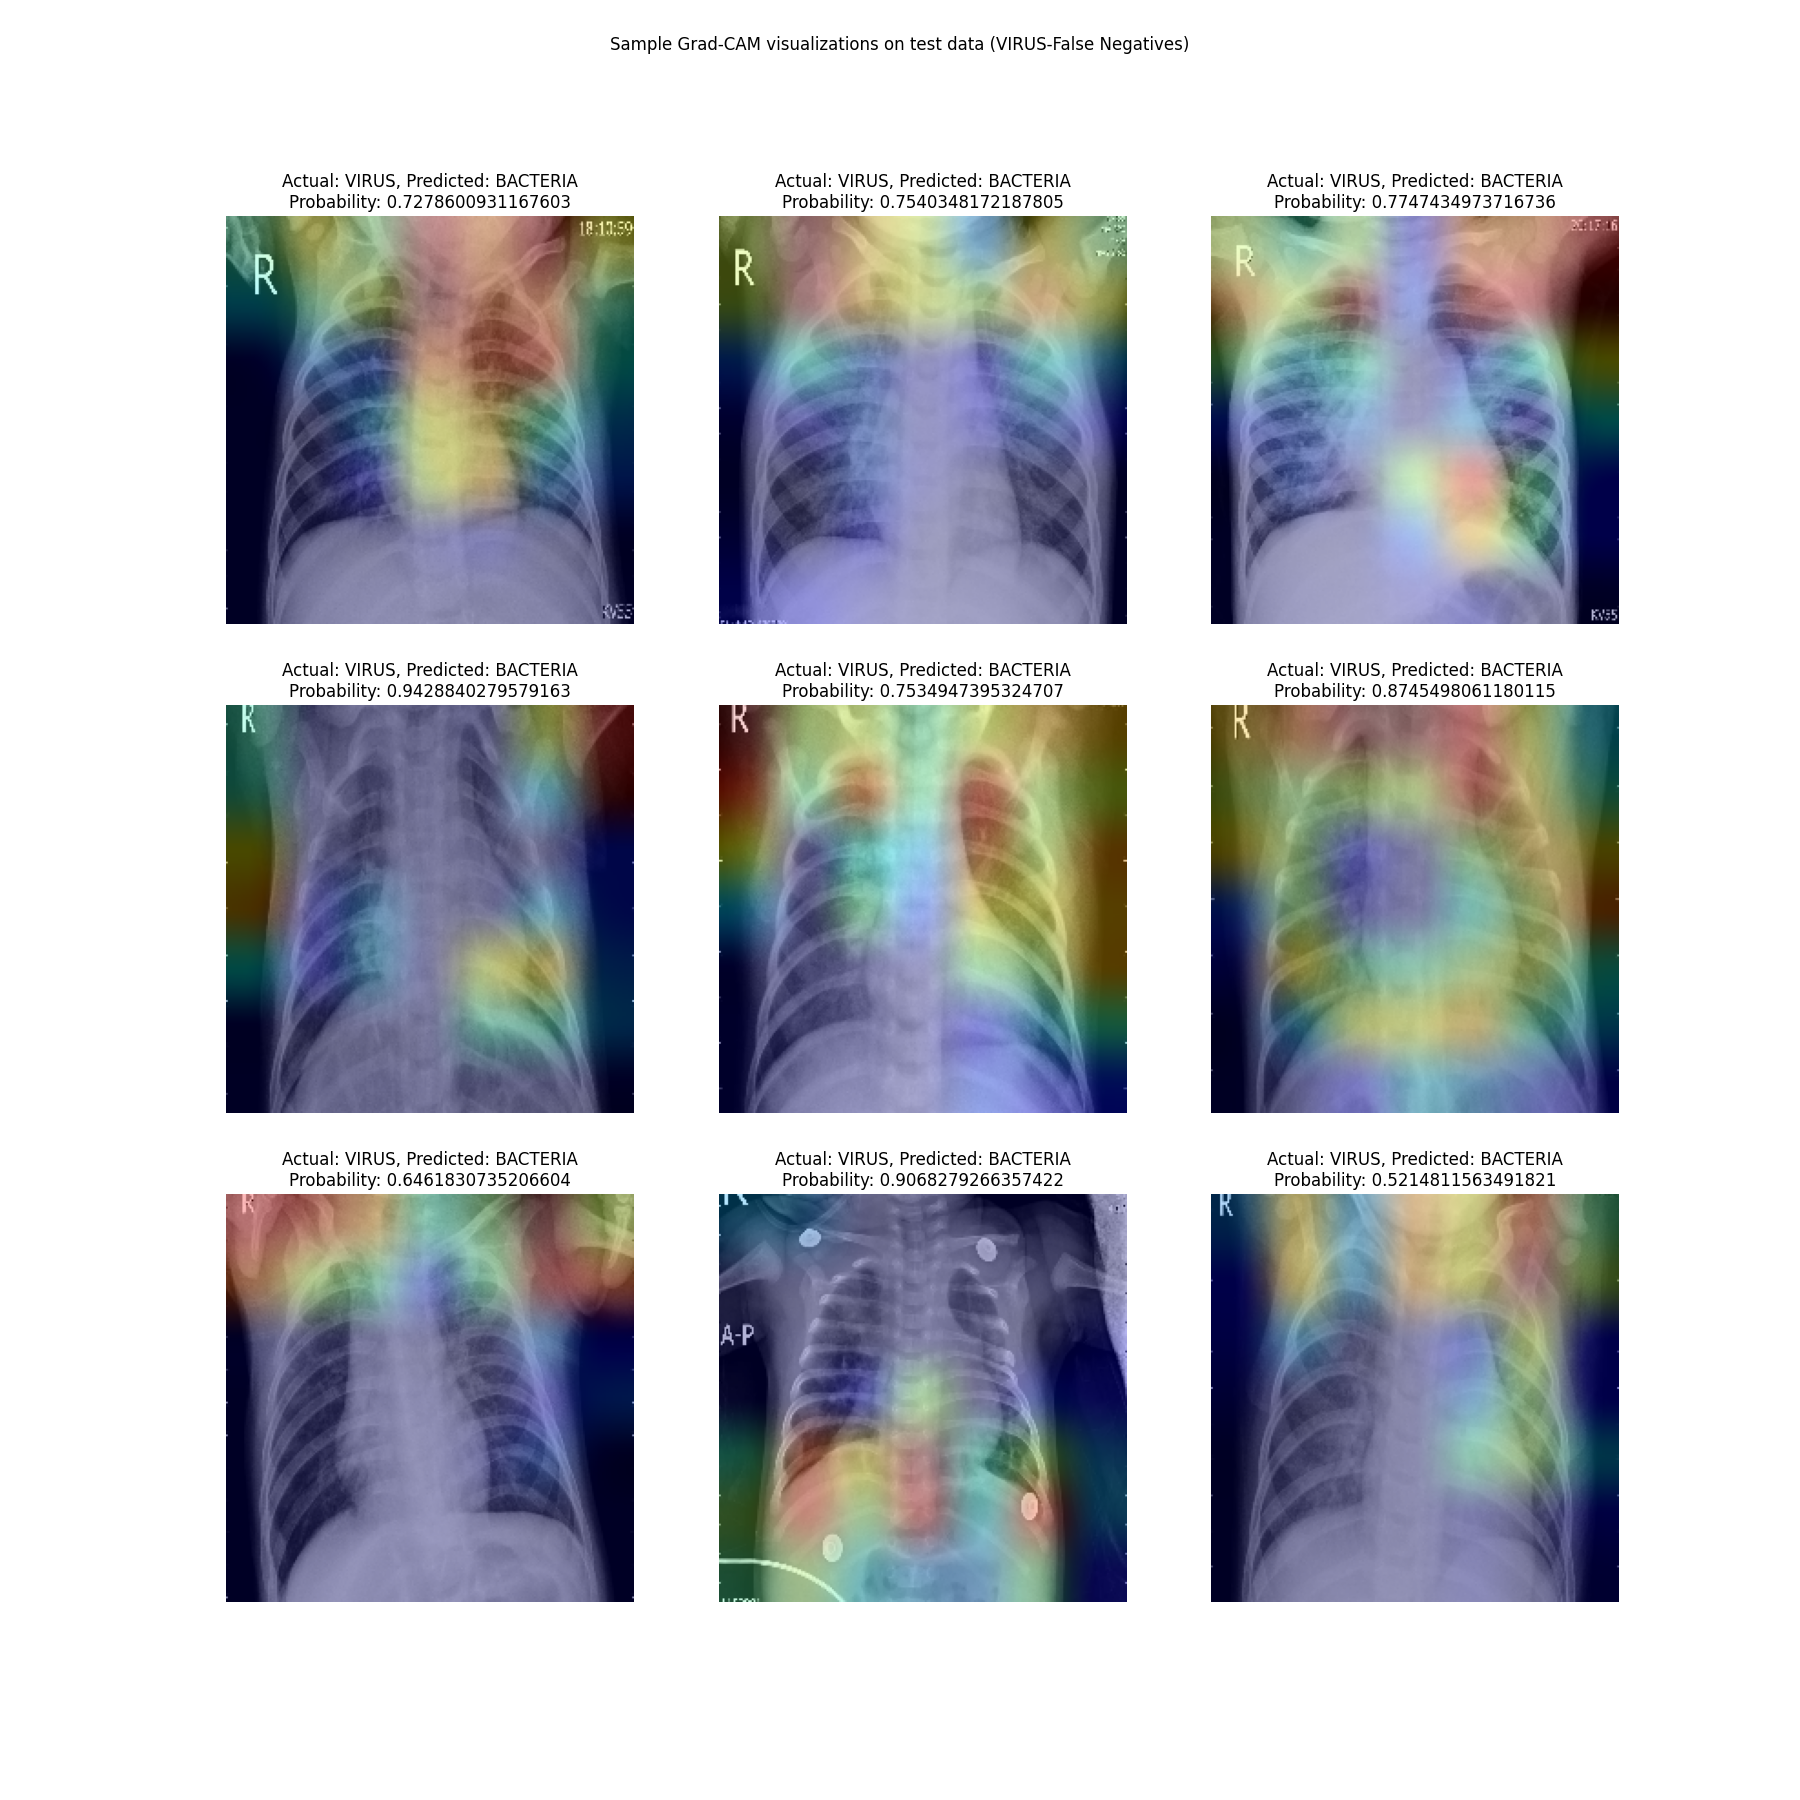 Sample Grad-CAM visualizations on test data (VIRUS-False Negatives)
Actual: VIRUS, Predicted: BACTERIA
Probability: 0.7278600931167603
Actual: VIRUS, Predicted: BACTERIA
Probability: 0.7540348172187805
Actual: VIRUS, Predicted: BACTERIA
Probability: 0.7747434973716736
R
18:10:59
R
R
Actual: VIRUS, Predicted: BACTERIA
Probability: 0.9428840279579163
Actual: VIRUS, Predicted: BACTERIA
Probability: 0.7534947395324707
Actual: VIRUS, Predicted: BACTERIA
Probability: 0.8745498061180115
R
R
R
Actual: VIRUS, Predicted: BACTERIA
Probability: 0.6461830735206604
Actual: VIRUS, Predicted: BACTERIA
Probability: 0.9068279266357422
Actual: VIRUS, Predicted: BACTERIA
Probability: 0.5214811563491821
R
R
A-P